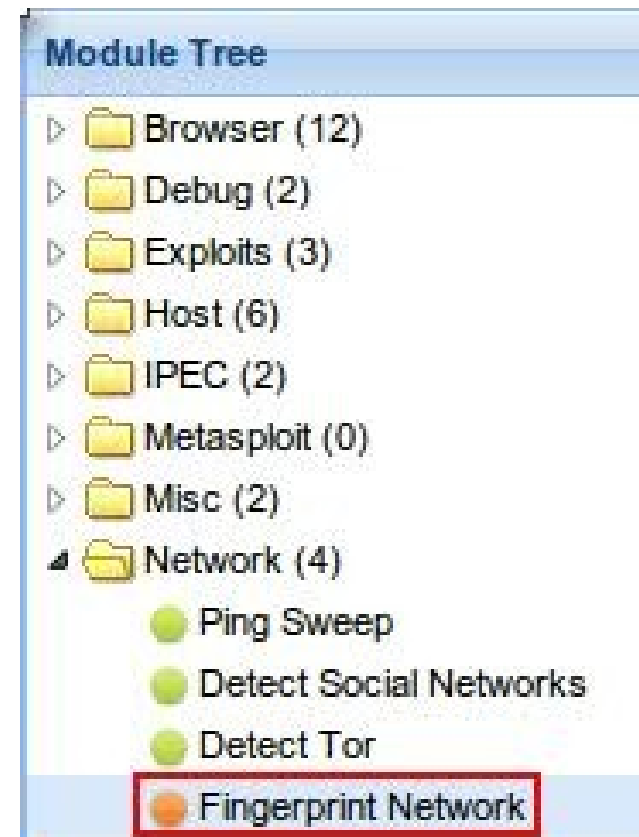 Module Tree
Browser (12)
Debug (2)
Exploits (3)
Host (6)
IPEC (2)
Metasploit (0)
Misc (2)
Network (4)
Ping Sweep
Detect Social Networks
Detect Tor
Fingerprint Network